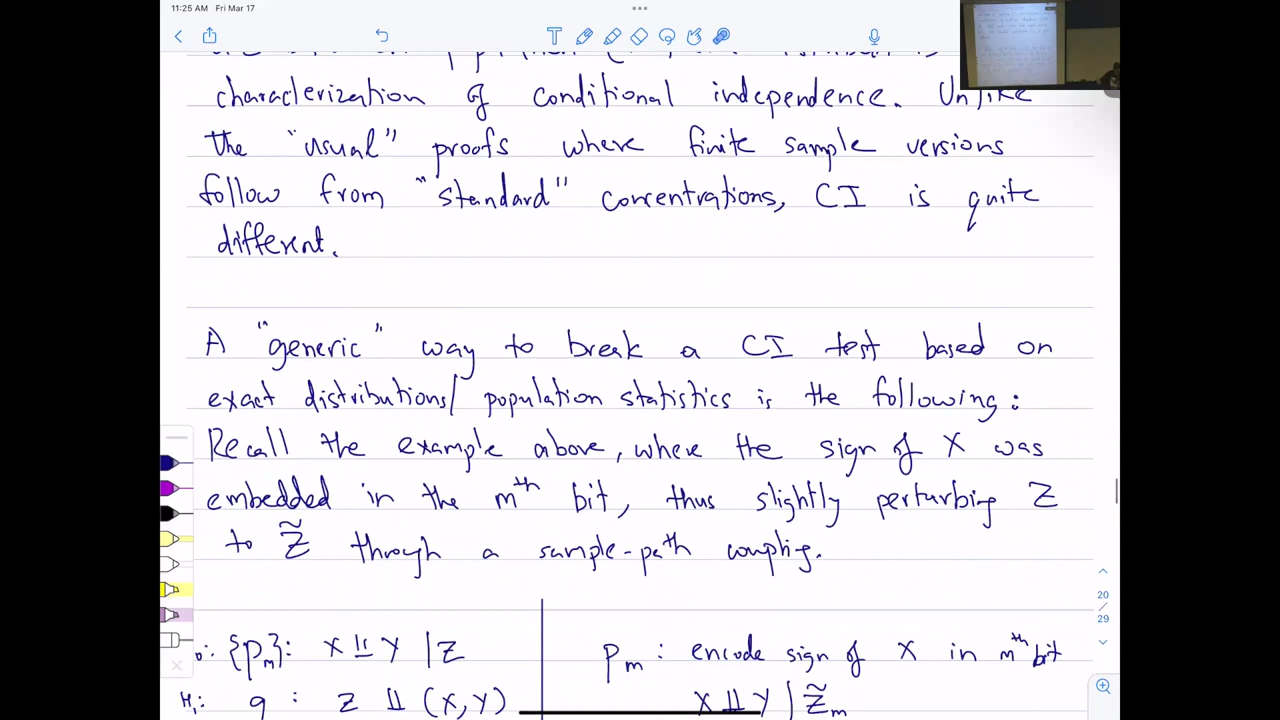 11:25 AM Fri Mar 17
characterization of conditional independence. Unlike
the "usual" proofs where finite sample versions
follow from "standard" concentrations, CI is quite
different.
A "generic" way to break a CI test based on
exact distributions/ population statistics is the following:
Recall the example above, where the sign of X was
embedded in the mth bit, thus slightly perturbing Z
to Z̃ through a sample-path coupling.
{pm}: X ⫫ Y | Z
pm: encode sign of X in mth bit
H1: q: Z ⫫ (X, Y)
X ⫫ Y | Z̃m
20
/
29